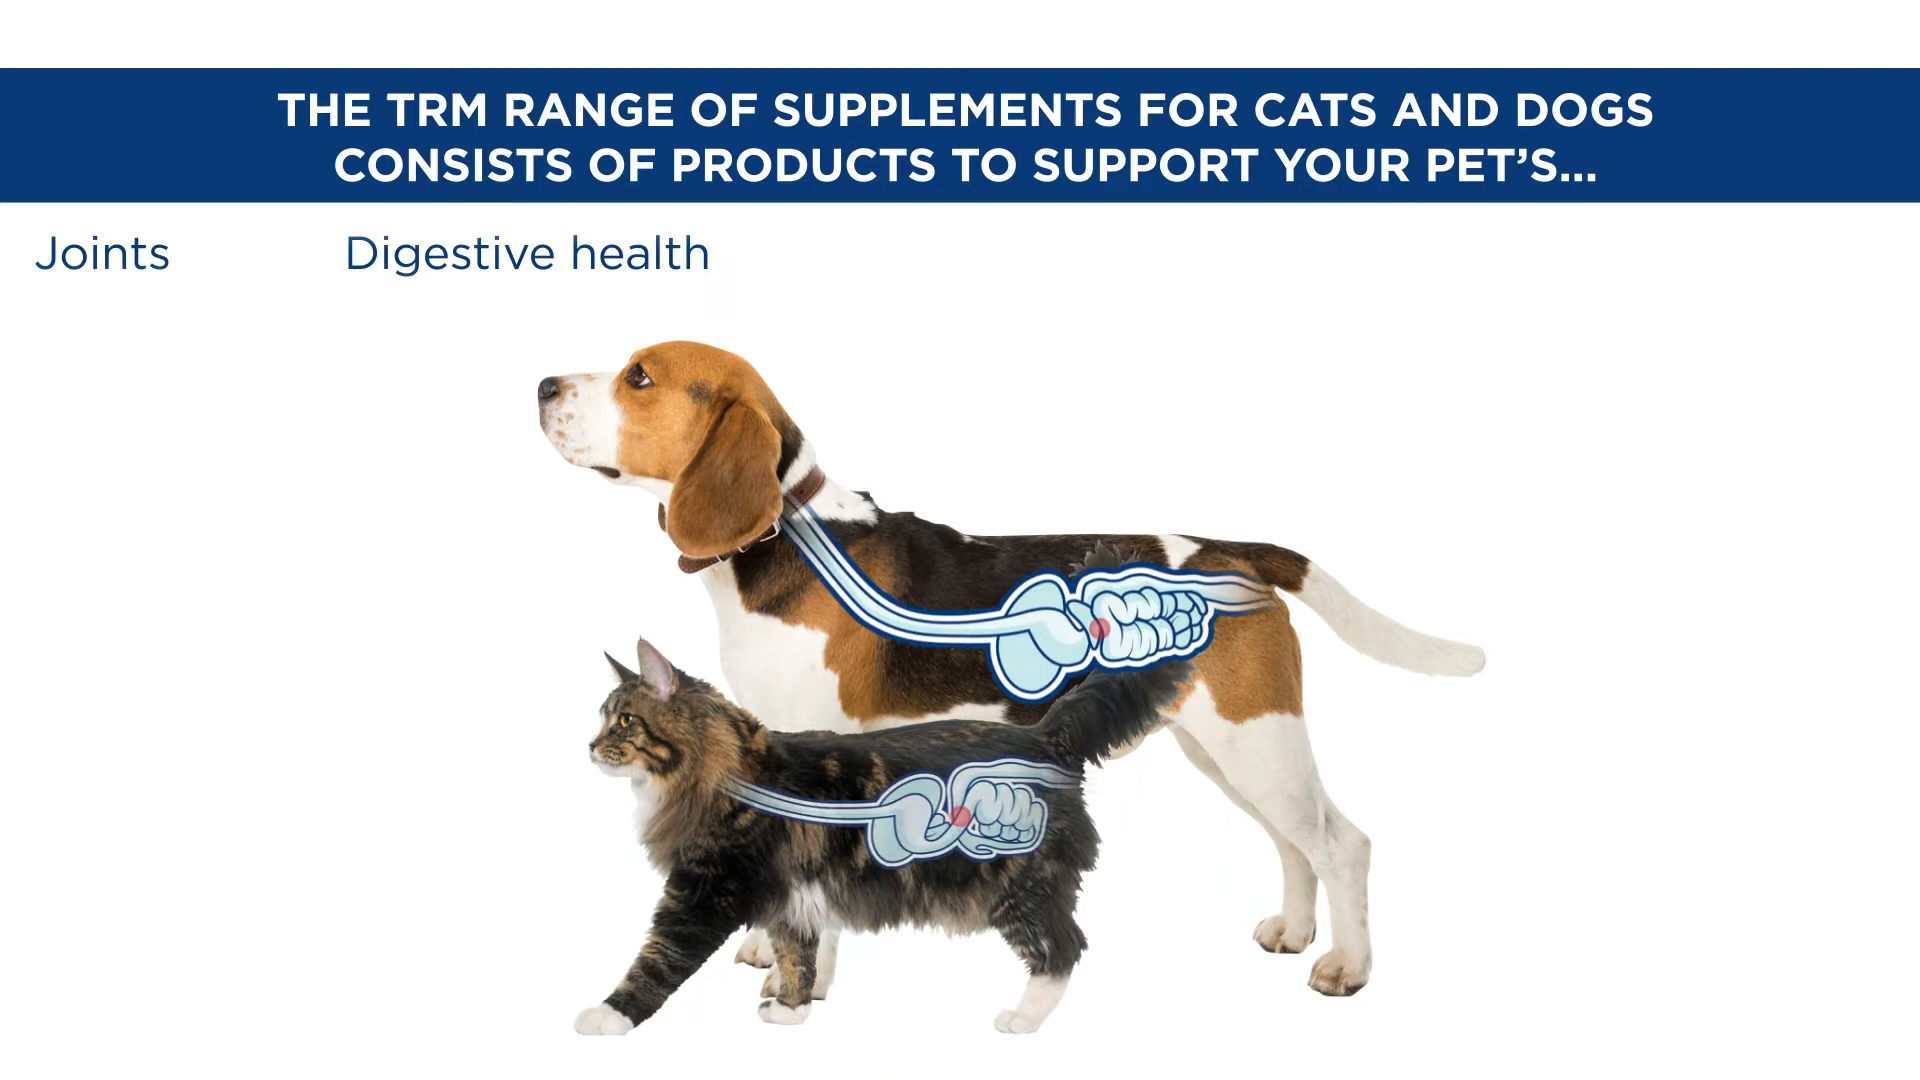 THE TRM RANGE OF SUPPLEMENTS FOR CATS AND DOGS
CONSISTS OF PRODUCTS TO SUPPORT YOUR PET’S...
Joints
Digestive health